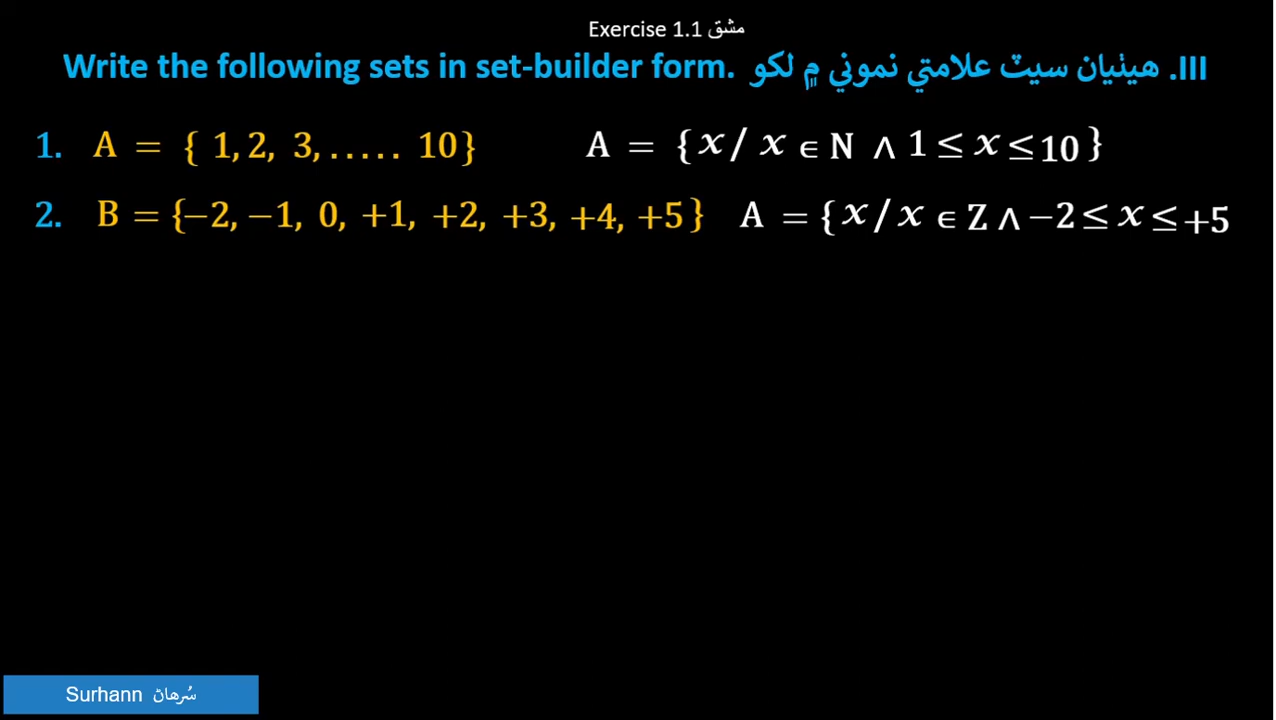 Exercise 1.1 مشق
Write the following sets in set-builder form. هيٺيان سيٽ علامتي نموني ۾ لکو .III
1. A = { 1, 2, 3, ..... 10} A = {x / x ∈ N ∧ 1 ≤ x ≤ 10 }
2. B = {−2, −1, 0, +1, +2, +3, +4, +5} A = {x / x ∈ Z ∧ −2 ≤ x ≤ +5
Surhann سُرھاڻ